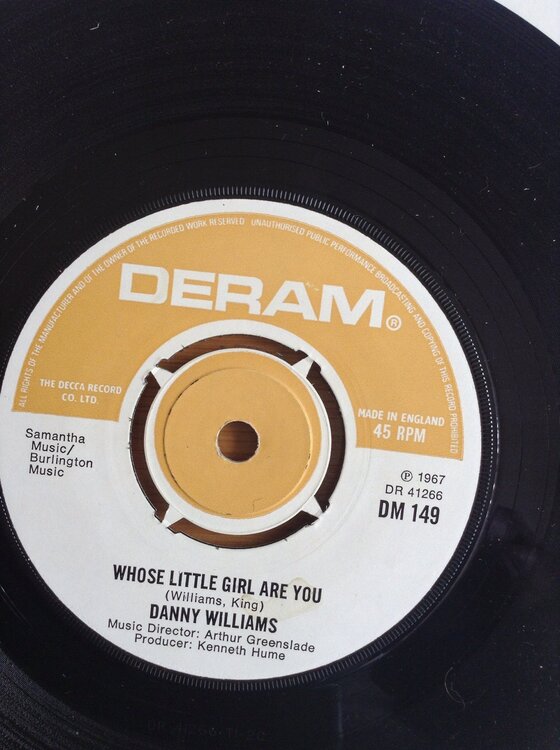 ALL RIGHTS OF THE MANUFACTURER AND OF THE OWNER OF THE RECORDED WORK RESERVED UNAUTHORISED PUBLIC PERFORMANCE BROADCASTING AND COPYING OF THIS RECORD PROHIBITED
DERAM®
THE DECCA RECORD
CO. LTD.
MADE IN ENGLAND
45 RPM
Samantha
Music/
Burlington
Music
℗ 1967
DR 41266
DM 149
WHOSE LITTLE GIRL ARE YOU
(Williams, King)
DANNY WILLIAMS
Music Director: Arthur Greenslade
Producer: Kenneth Hume